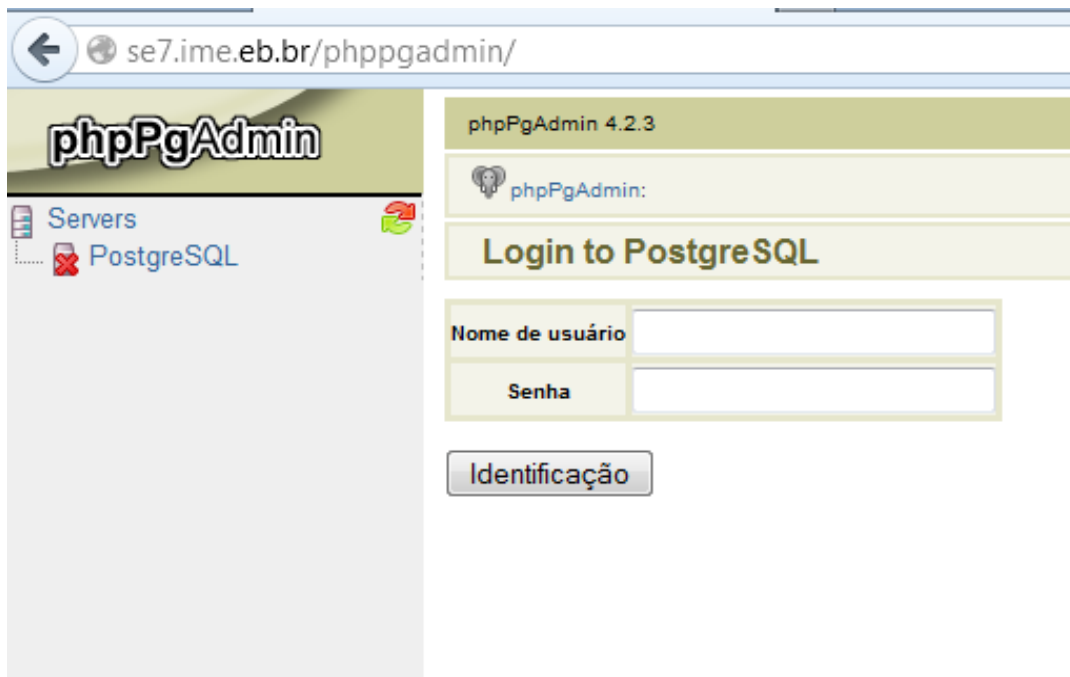 se7.ime.eb.br/phppgadmin/
phpPgAdmin
Servers
PostgreSQL
phpPgAdmin 4.2.3
phpPgAdmin:
Login to PostgreSQL
Nome de usuário
Senha
Identificação